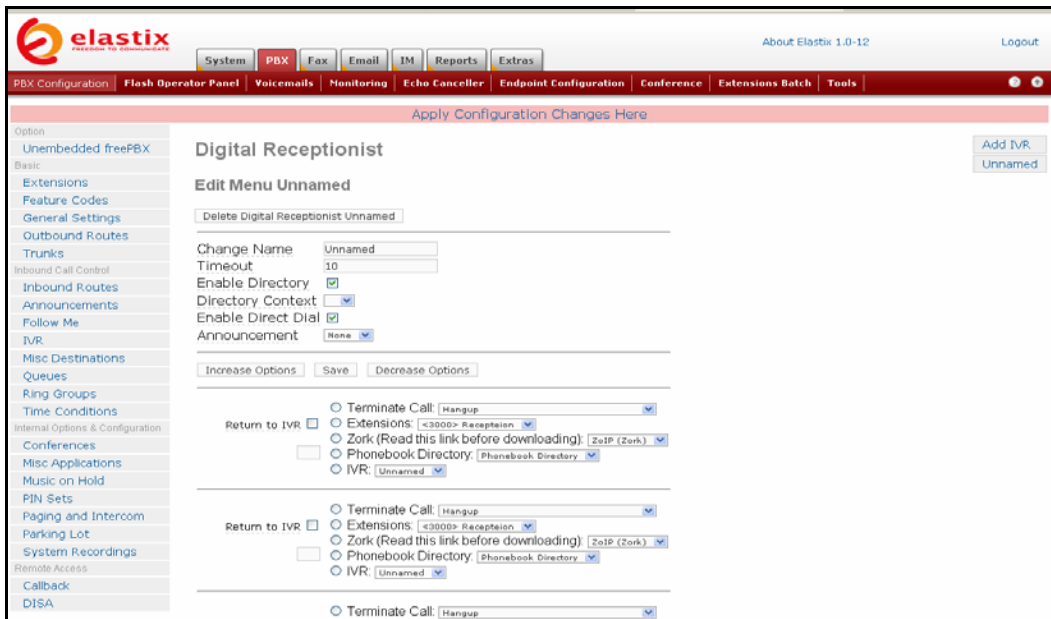 elastix
FREEDOM TO COMMUNICATE
About Elastix 1.0-12
Logout
System PBX Fax Email IM Reports Extras
PBX Configuration Flash Operator Panel Voicemails Monitoring Echo Canceller Endpoint Configuration Conference Extensions Batch Tools
Apply Configuration Changes Here
Option
Unembedded freePBX
Basic
Extensions
Feature Codes
General Settings
Outbound Routes
Trunks
Inbound Call Control
Inbound Routes
Announcements
Follow Me
IVR
Misc Destinations
Queues
Ring Groups
Time Conditions
Internal Options & Configuration
Conferences
Misc Applications
Music on Hold
PIN Sets
Paging and Intercom
Parking Lot
System Recordings
Remote Access
Callback
DISA
Digital Receptionist
Add IVR
Unnamed
Edit Menu Unnamed
Delete Digital Receptionist Unnamed
Change Name Unnamed
Timeout 10
Enable Directory
Directory Context
Enable Direct Dial
Announcement None
Increase Options Save Decrease Options
Terminate Call: Hangup
Return to IVR Extensions: <3000> Recepteion
Zork (Read this link before downloading): ZoIP (Zork)
Phonebook Directory: Phonebook Directory
IVR: Unnamed
Terminate Call: Hangup
Return to IVR Extensions: <3000> Recepteion
Zork (Read this link before downloading): ZoIP (Zork)
Phonebook Directory: Phonebook Directory
IVR: Unnamed
Terminate Call: Hangup